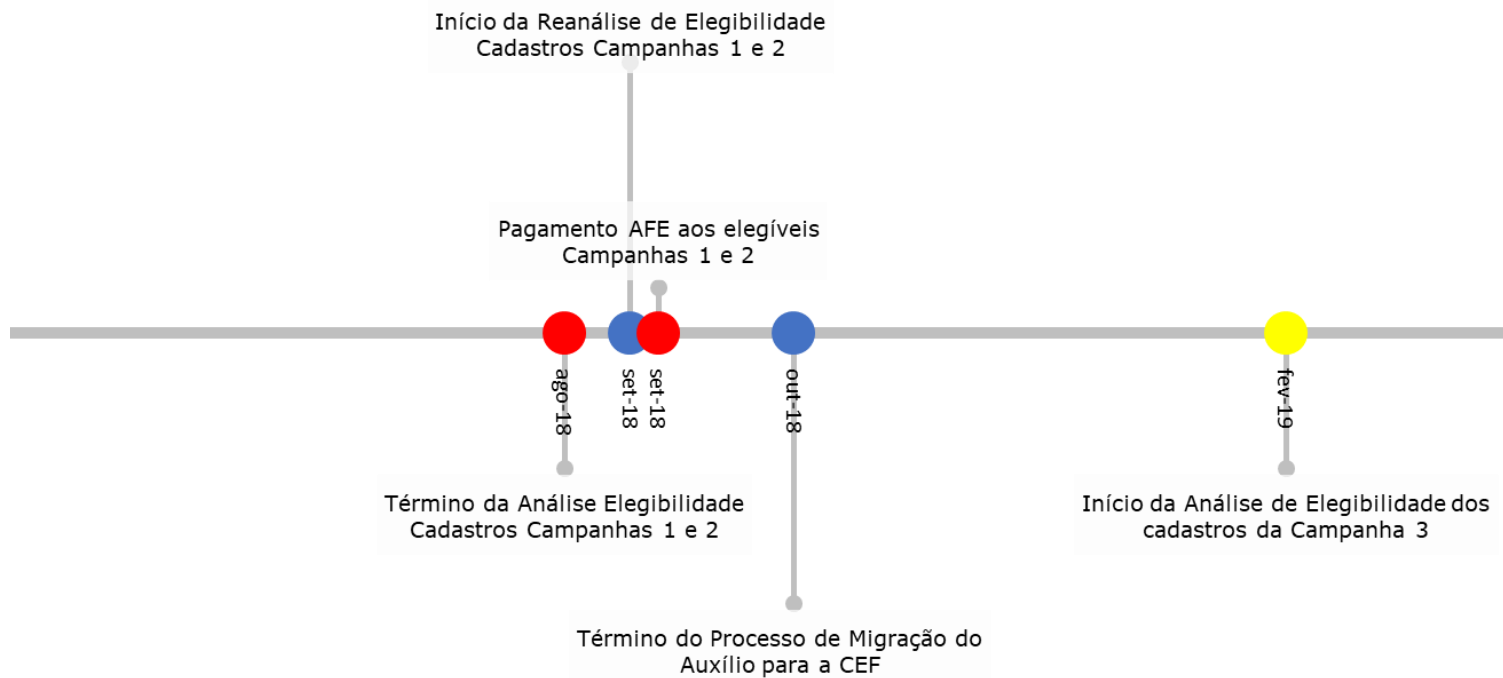 Início da Reanálise de Elegibilidade
Cadastros Campanhas 1 e 2
Pagamento AFE aos elegíveis
Campanhas 1 e 2
ago-18
set-18
set-18
out-18
fev-19
Término da Análise Elegibilidade
Cadastros Campanhas 1 e 2
Início da Análise de Elegibilidade dos
cadastros da Campanha 3
Término do Processo de Migração do
Auxílio para a CEF